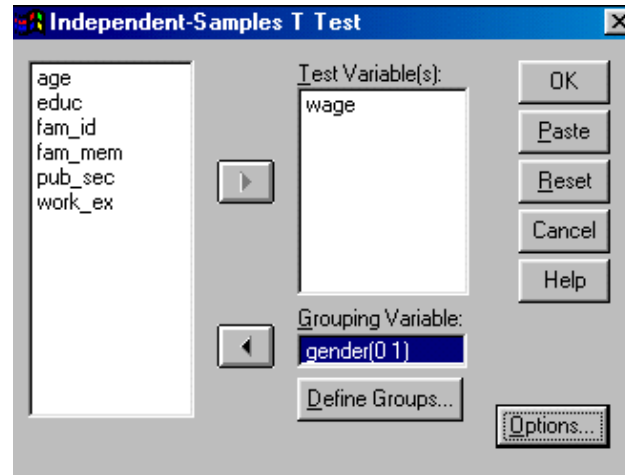 Independent-Samples T Test
age
educ
fam_id
fam_mem
pub_sec
work_ex
Test Variable(s):
wage
Grouping Variable:
gender(0 1)
Define Groups...
OK
Paste
Reset
Cancel
Help
Options...